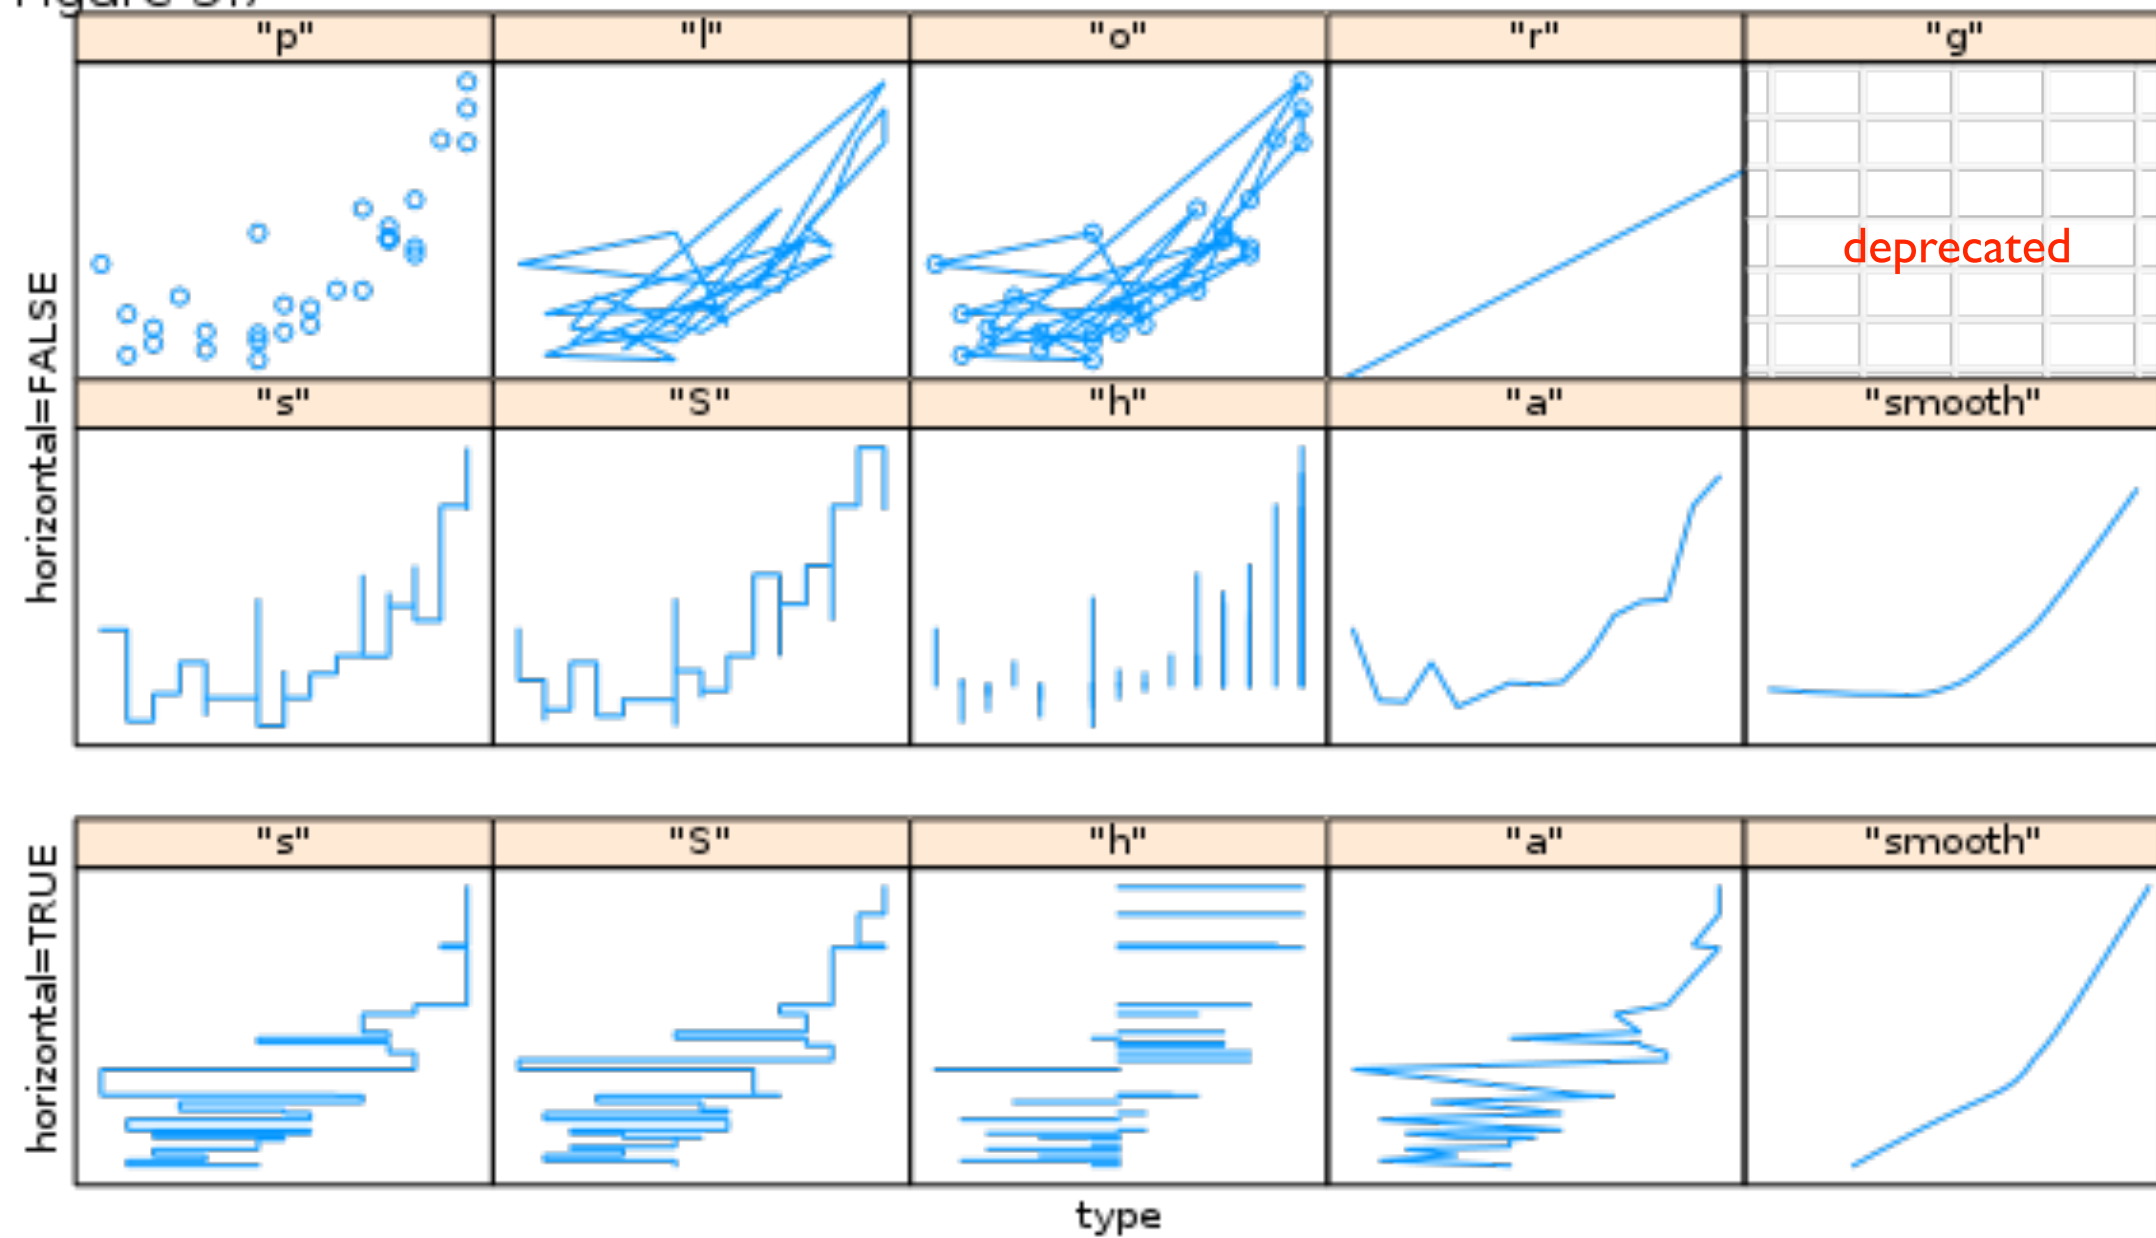 "p" "l" "o" "r" "g"
deprecated
horizontal=FALSE
"s" "S" "h" "a" "smooth"
horizontal=TRUE
"s" "S" "h" "a" "smooth"
type